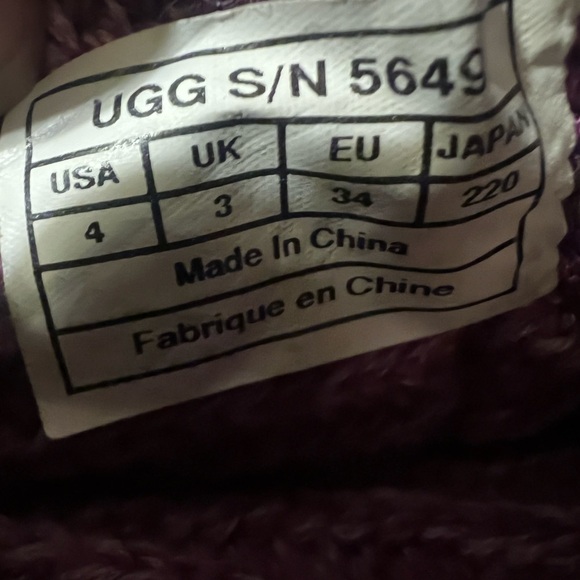 UGG S/N 5649
USA UK EU JAPAN
4 3 34 220
Made In China
Fabrique en Chine